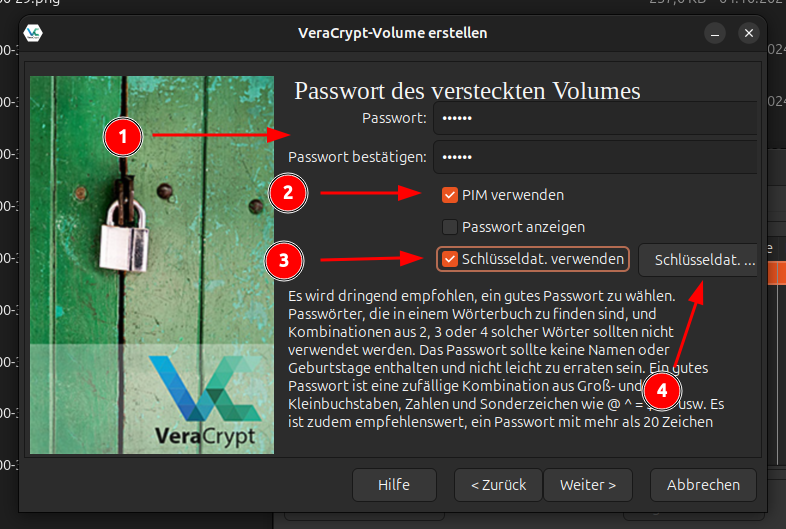 VeraCrypt-Volume erstellen
Passwort des versteckten Volumes
Passwort: ••••••
1
Passwort bestätigen: ••••••
2
PIM verwenden
Passwort anzeigen
3
Schlüsseldat. verwenden
Schlüsseldat. ...
Es wird dringend empfohlen, ein gutes Passwort zu wählen.
Passwörter, die in einem Wörterbuch zu finden sind, und
Kombinationen aus 2, 3 oder 4 solcher Wörter sollten nicht
verwendet werden. Das Passwort sollte keine Namen oder
Geburtstage enthalten und nicht leicht zu erraten sein. Ein gutes
Passwort ist eine zufällige Kombination aus Groß- und
4
Kleinbuchstaben, Zahlen und Sonderzeichen wie @ ^ = usw. Es
ist zudem empfehlenswert, ein Passwort mit mehr als 20 Zeichen
VeraCrypt
Hilfe
< Zurück
Weiter >
Abbrechen